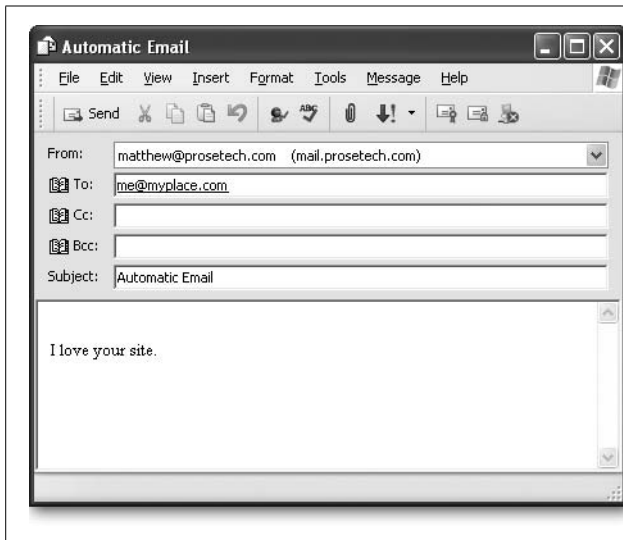 Automatic Email
File Edit View Insert Format Tools Message Help
Send ABC
From: matthew@prosetech.com (mail.prosetech.com)
To: me@myplace.com
Cc:
Bcc:
Subject: Automatic Email
I love your site.